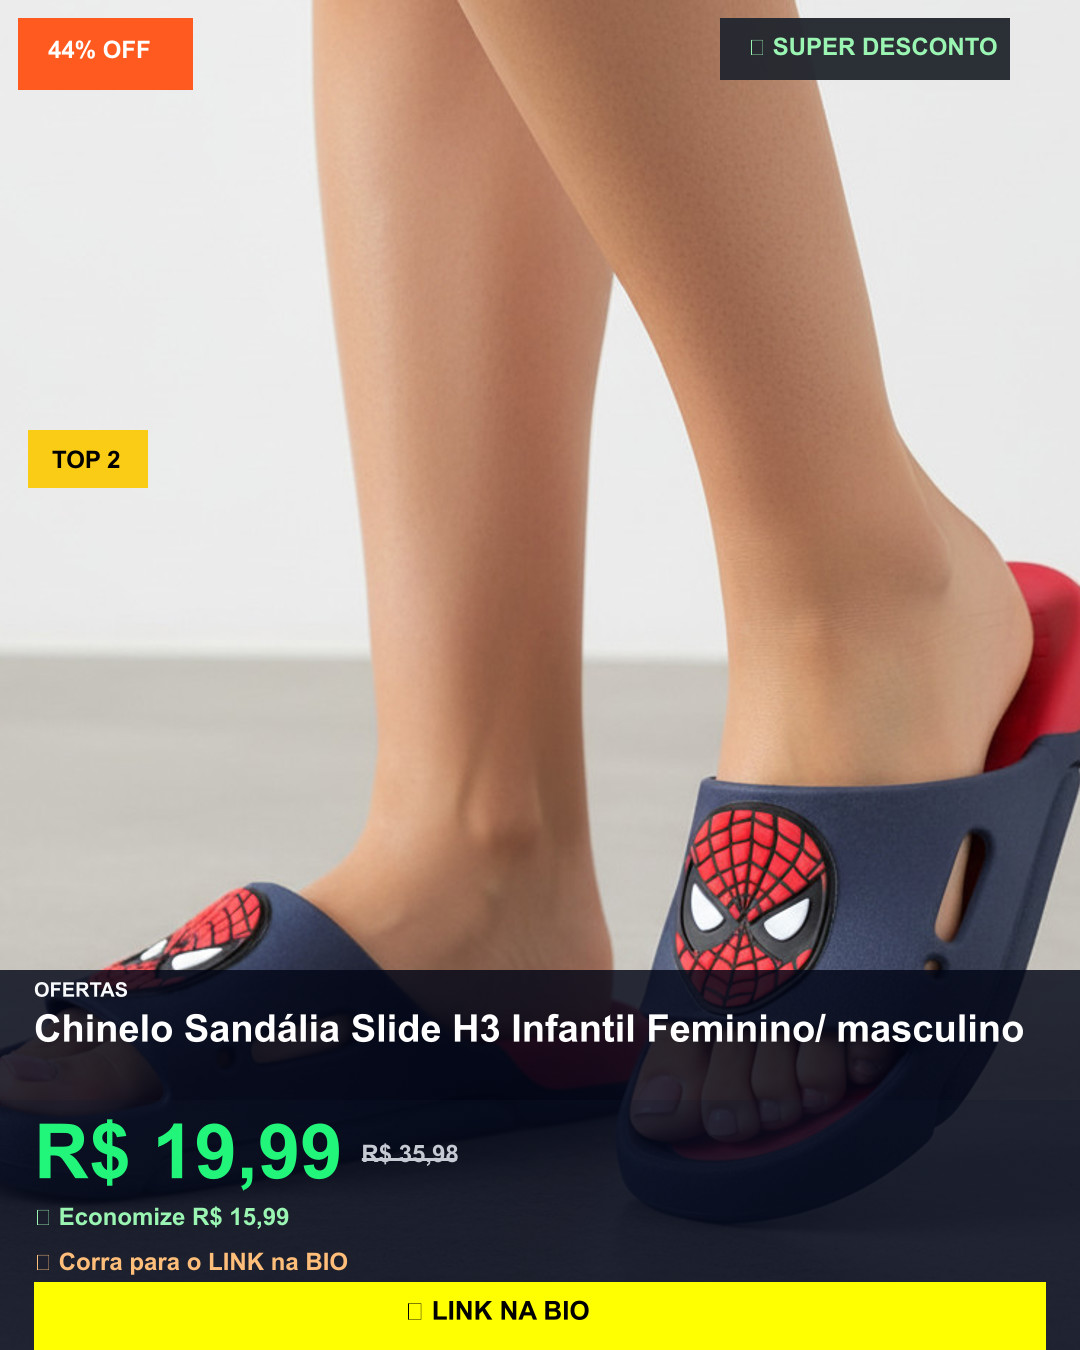 44% OFF
SUPER DESCONTO
TOP 2
OFERTAS
Chinelo Sandália Slide H3 Infantil Feminino/ masculino
R$ 19,99 R$ 35,98
Economize R$ 15,99
Corra para o LINK na BIO
LINK NA BIO